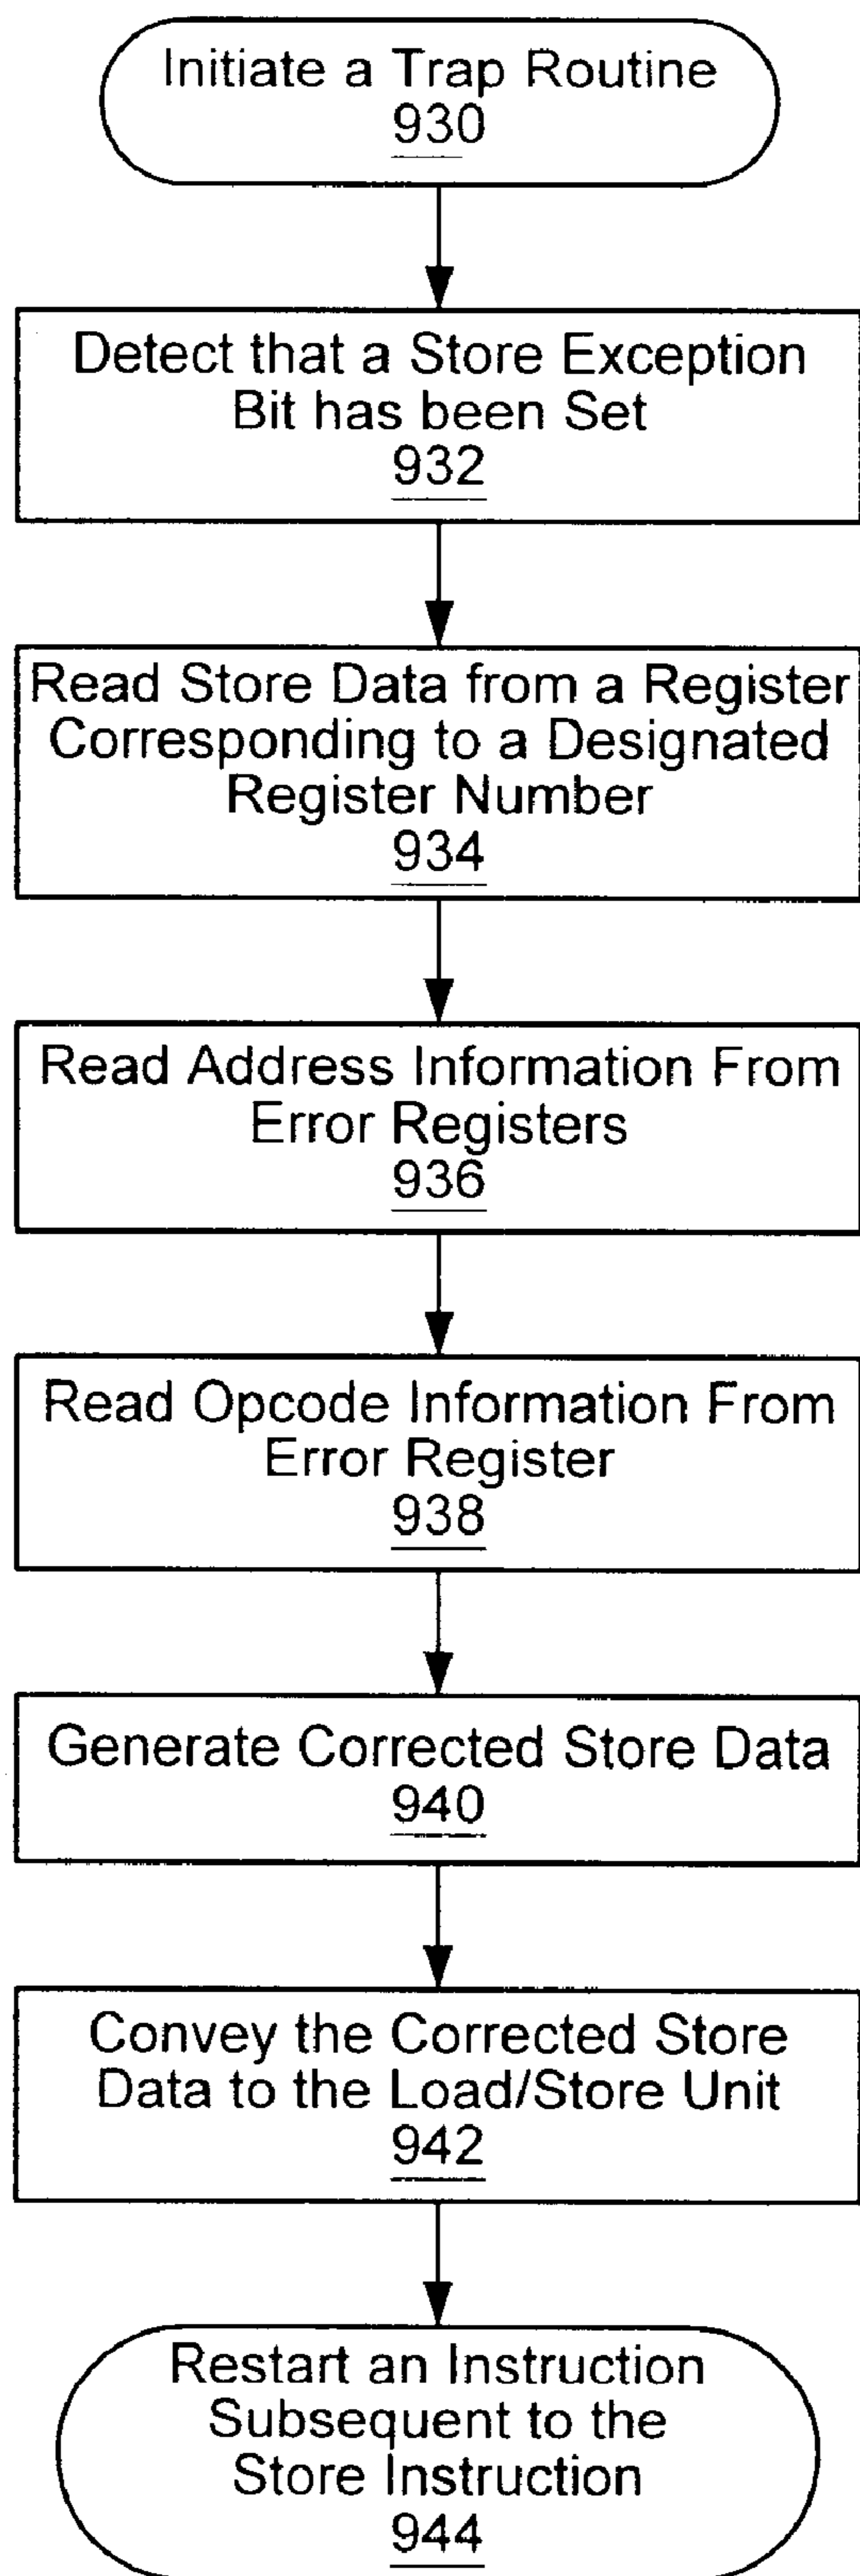 Initiate a Trap Routine
930
Detect that a Store Exception
Bit has been Set
932
Read Store Data from a Register
Corresponding to a Designated
Register Number
934
Read Address Information From
Error Registers
936
Read Opcode Information From
Error Register
938
Generate Corrected Store Data
940
Convey the Corrected Store
Data to the Load/Store Unit
942
Restart an Instruction
Subsequent to the
Store Instruction
944